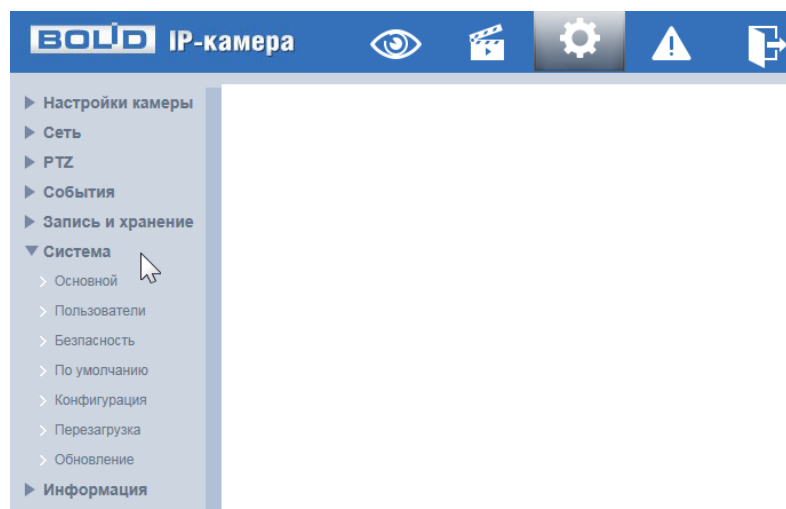 BOLID IP-камера
Настройки камеры
Сеть
PTZ
События
Запись и хранение
Система
Основной
Пользователи
Безпасность
По умолчанию
Конфигурация
Перезагрузка
Обновление
Информация